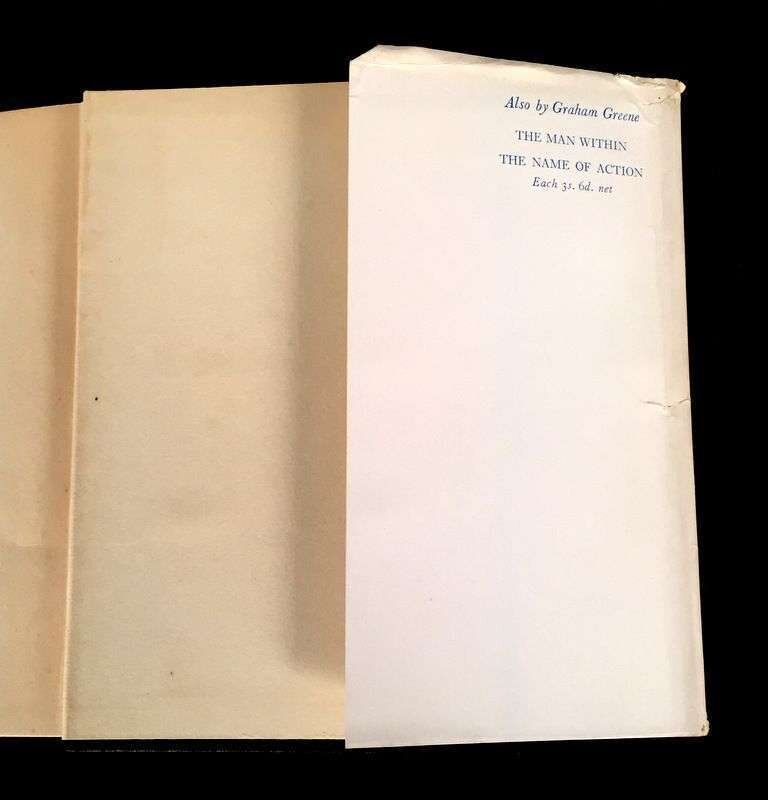 Also by Graham Greene
THE MAN WITHIN
THE NAME OF ACTION
Each 3s. 6d. net